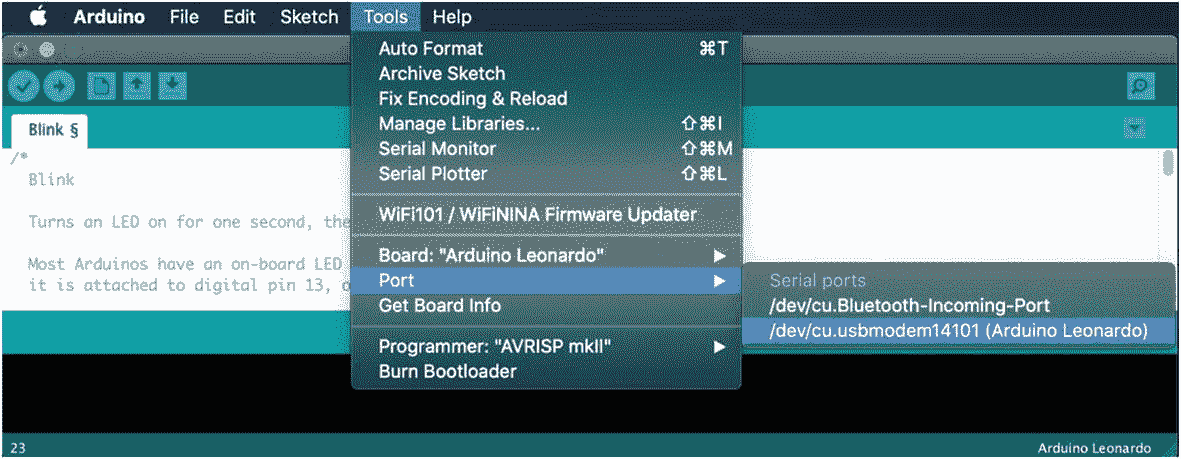 Arduino File Edit Sketch Tools Help
Auto Format ⌘T
Archive Sketch
Fix Encoding & Reload
Manage Libraries... ⇧⌘I
Serial Monitor ⇧⌘M
Serial Plotter ⇧⌘L
WiFi101 / WiFiNINA Firmware Updater
Board: "Arduino Leonardo"
Port
Get Board Info
Programmer: "AVRISP mkII"
Burn Bootloader
Serial ports
/dev/cu.Bluetooth-Incoming-Port
/dev/cu.usbmodem14101 (Arduino Leonardo)
Blink §
/*
Blink
Turns an LED on for one second, the
Most Arduinos have an on-board LED
it is attached to digital pin 13, o
23
Arduino Leonardo